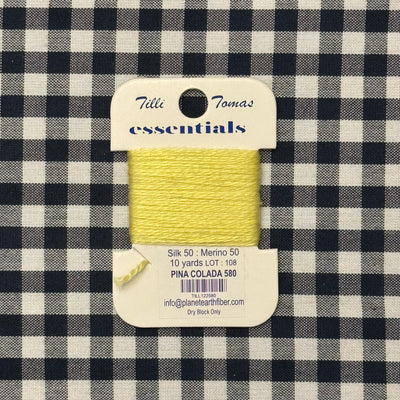 Tilli Tomas
essentials
Silk 50 : Merino 50
10 yards LOT : 108
PINA COLADA 580
TILL122580
info@planetearthfiber.com
Dry Block Only